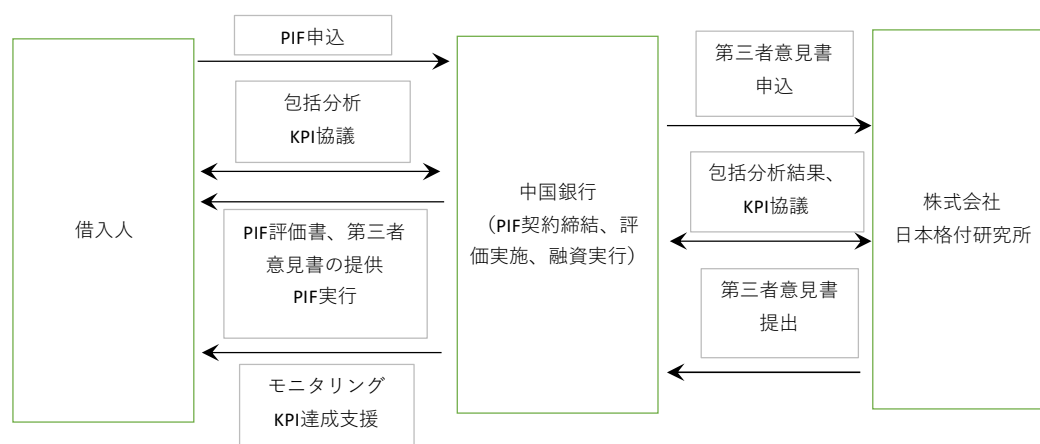 借入人
PIF申込
包括分析
KPI協議
PIF評価書、第三者
意見書の提供
PIF実行
モニタリング
KPI達成支援
中国銀行
（PIF契約締結、評
価実施、融資実行）
第三者意見書
申込
包括分析結果、
KPI協議
第三者意見書
提出
株式会社
日本格付研究所